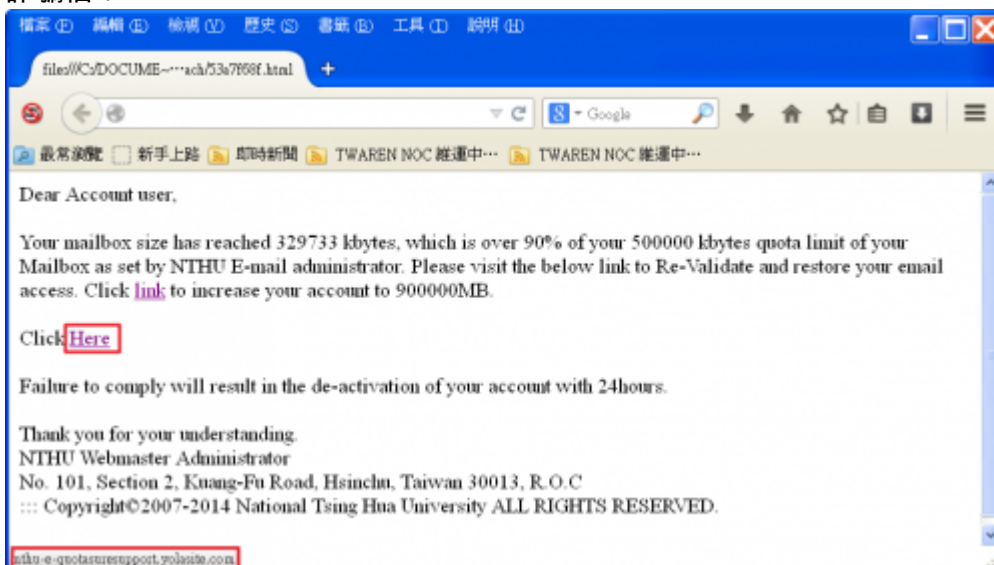 檔案(F) 編輯(E) 檢視(V) 歷史(S) 書籤(B) 工具(T) 說明(H)
files///C:/DOCUME~···ach/53a7f68f.html +
8 Google
最常瀏覽 新手上路 即時新聞 TWAREN NOC 維運中··· TWAREN NOC 維運中···
Dear Account user,
Your mailbox size has reached 329733 kbytes, which is over 90% of your 500000 kbytes quota limit of your
Mailbox as set by NTHU E-mail administrator. Please visit the below link to Re-Validate and restore your email
access. Click link to increase your account to 900000MB.
Click Here
Failure to comply will result in the de-activation of your account with 24hours.
Thank you for your understanding.
NTHU Webmaster Administrator
No. 101, Section 2, Kuang-Fu Road, Hsinchu, Taiwan 30013, R.O.C
::: Copyright©2007-2014 National Tsing Hua University ALL RIGHTS RESERVED.
nthu-e-quotasuresupport.yolasite.com